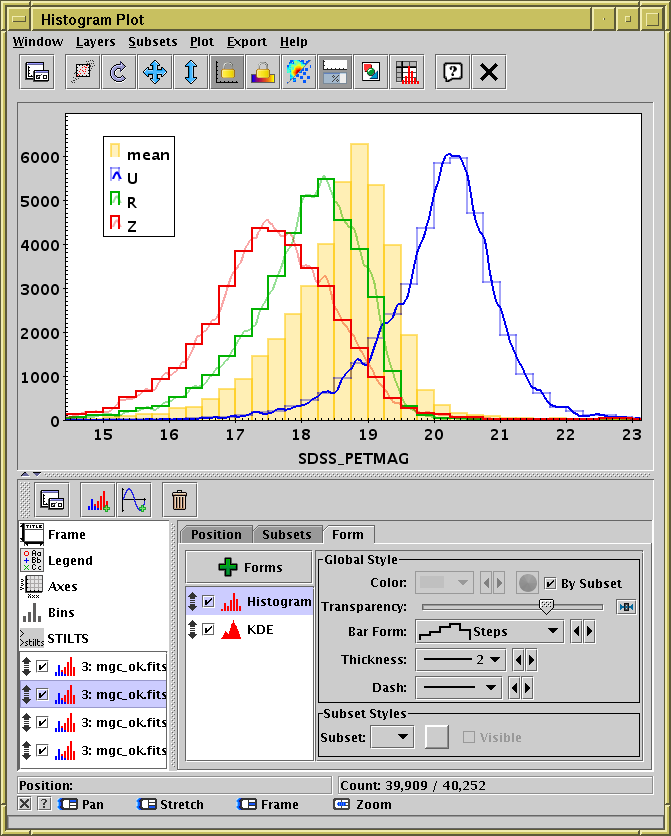 Histogram Plot
Window Layers Subsets Plot Export Help
mean
U
R
Z
6000
5000
4000
3000
2000
1000
0
15 16 17 18 19 20 21 22 23
SDSS_PETMAG
Frame
Legend
Axes
Bins
STILTS
3: mgc_ok.fits
3: mgc_ok.fits
3: mgc_ok.fits
3: mgc_ok.fits
Position Subsets Form
Forms
Histogram
KDE
Global Style
Color: By Subset
Transparency:
Bar Form: Steps
Thickness: 2
Dash:
Subset Styles
Subset: Visible
Position: Count: 39,909 / 40,252
Pan Stretch Frame Zoom